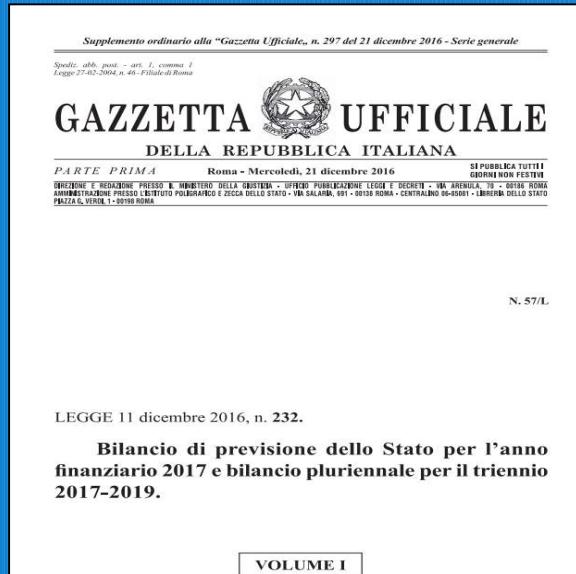 Supplemento ordinario alla “Gazzetta Ufficiale„ n. 297 del 21 dicembre 2016 - Serie generale
Spediz. abb. post. - art. 1, comma 1
Legge 27-02-2004, n. 46 - Filiale di Roma
GAZZETTA UFFICIALE
DELLA REPUBBLICA ITALIANA
PARTE PRIMA
Roma - Mercoledì, 21 dicembre 2016
SI PUBBLICA TUTTI I
GIORNI NON FESTIVI
DIREZIONE E REDAZIONE PRESSO IL MINISTERO DELLA GIUSTIZIA - UFFICIO PUBBLICAZIONE LEGGI E DECRETI - VIA ARENULA, 70 - 00186 ROMA
AMMINISTRAZIONE PRESSO L'ISTITUTO POLIGRAFICO E ZECCA DELLO STATO - VIA SALARIA, 691 - 00138 ROMA - CENTRALINO 06-85081 - LIBRERIA DELLO STATO
PIAZZA G. VERDI, 1 - 00198 ROMA
N. 57/L
LEGGE 11 dicembre 2016, n. 232.
Bilancio di previsione dello Stato per l’anno
finanziario 2017 e bilancio pluriennale per il triennio
2017-2019.
VOLUME I